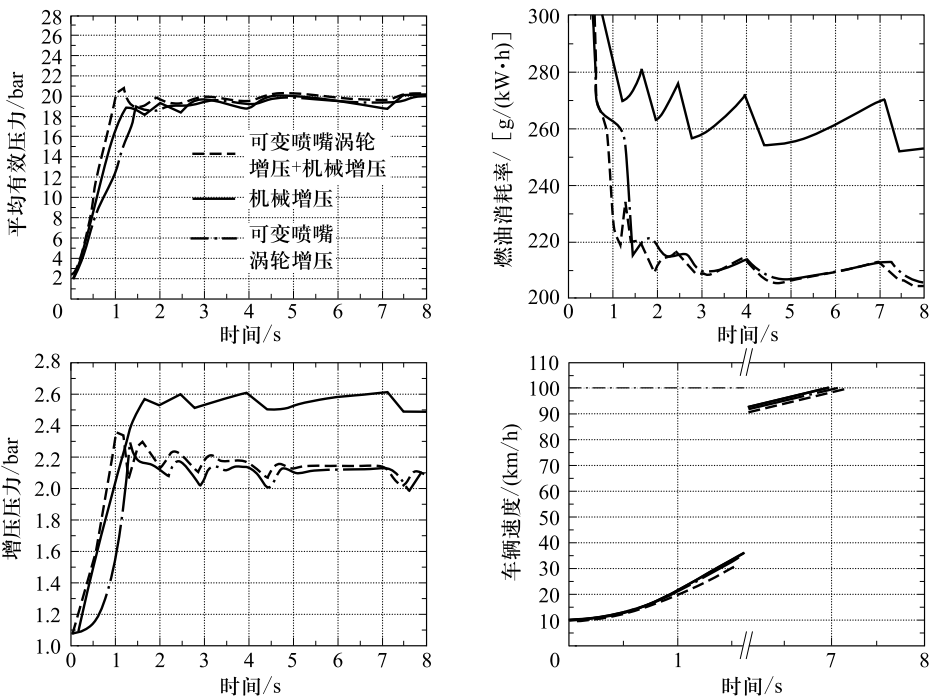 平均有效压力/bar
28
26
24
22
20
18
16
14
12
10
8
6
4
2
0 1 2 3 4 5 6 7 8
时间/s
可变喷嘴涡轮
增压+机械增压
机械增压
可变喷嘴
涡轮增压
燃油消耗率/[g/(kW·h)]
300
280
260
240
220
200
0 1 2 3 4 5 6 7 8
时间/s
增压压力/bar
2.8
2.6
2.4
2.2
2.0
1.8
1.6
1.4
1.2
1.0
0 1 2 3 4 5 6 7 8
时间/s
车辆速度/(km/h)
110
100
90
80
70
60
50
40
30
20
10
0 1 7 8
时间/s